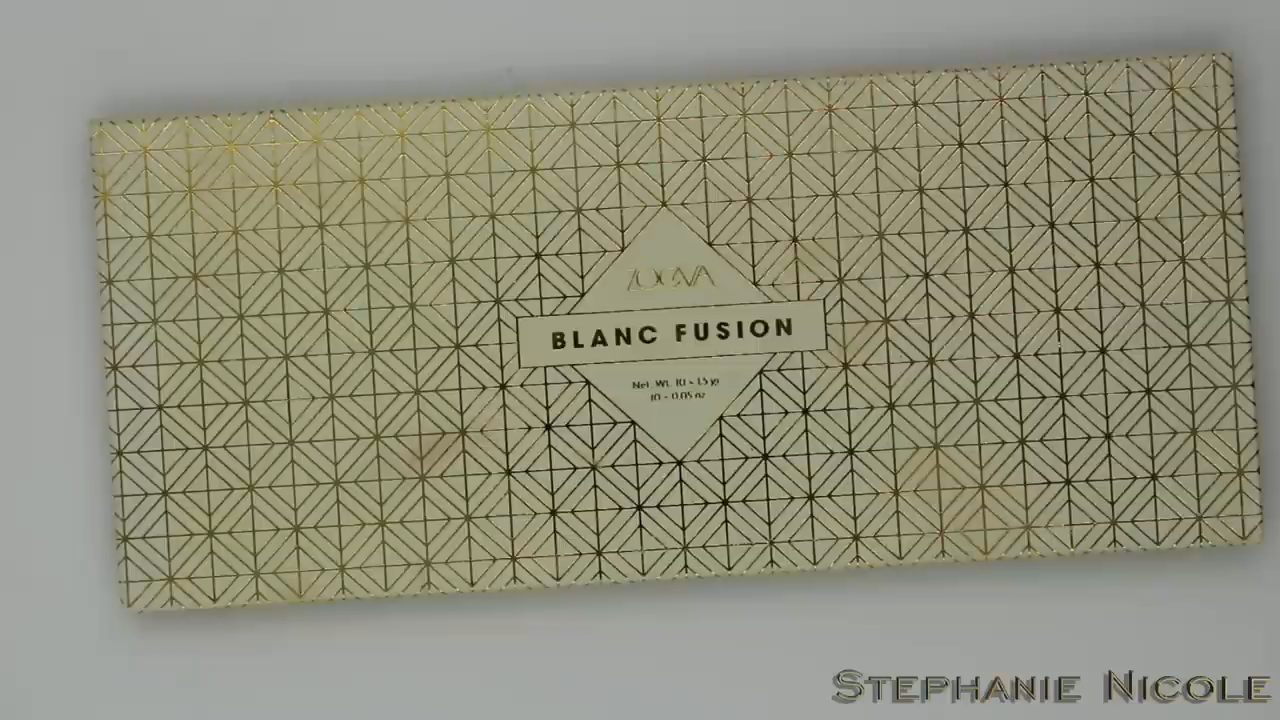 ZOEVA
BLANC FUSION
Net. Wt. 10 × 1.5 g
10 × 0.05 oz
STEPHANIE NICOLE